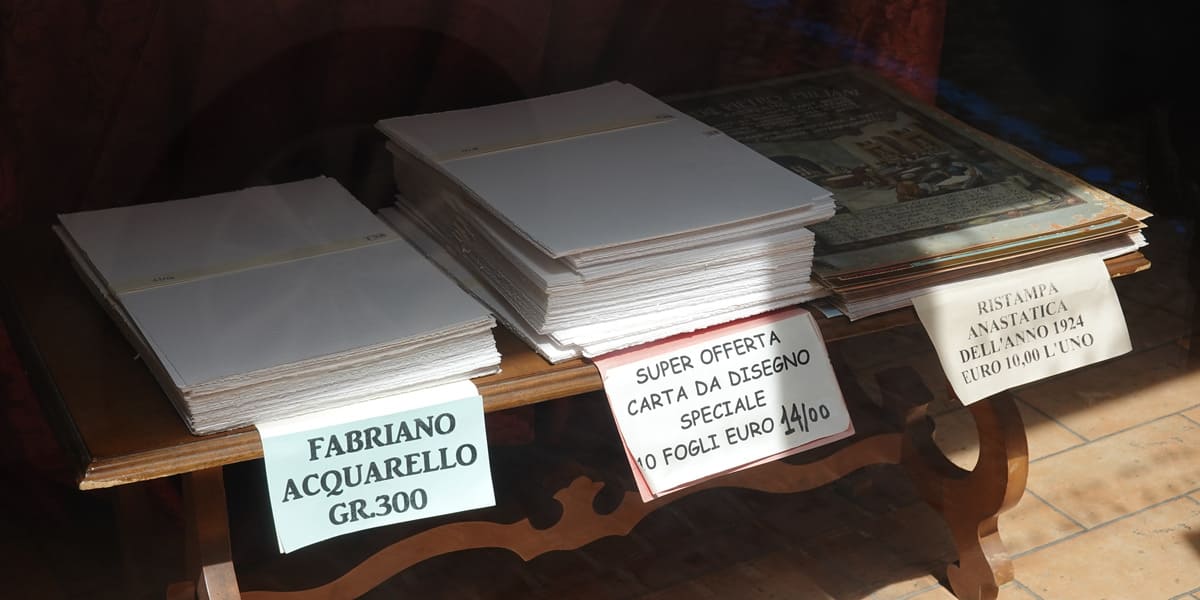 FABRIANO
ACQUARELLO
GR.300
SUPER OFFERTA
CARTA DA DISEGNO
SPECIALE
10 FOGLI EURO 14/00
RISTAMPA
ANASTATICA
DELL'ANNO 1924
EURO 10,00 L'UNO